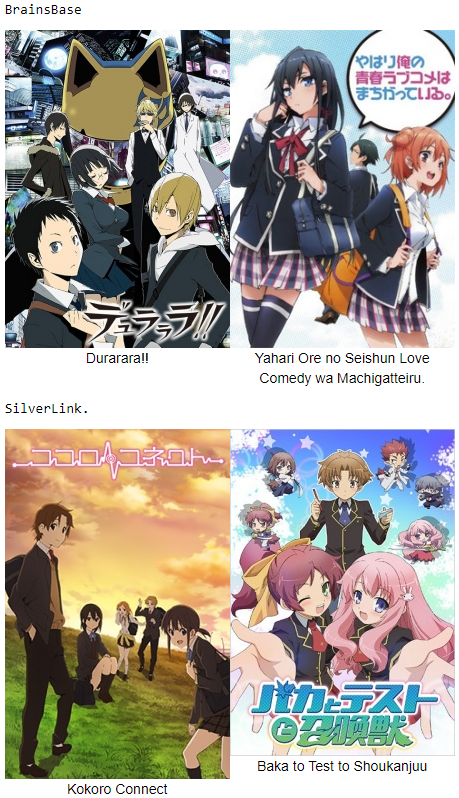 BrainsBase
やはり俺の
青春ラブコメは
まちがっている。
デュラララ!!
Durarara!!
Yahari Ore no Seishun Love
Comedy wa Machigatteiru.
SilverLink.
ココロコネクト
バカとテスト
と召喚獣
Kokoro Connect
Baka to Test to Shoukanjuu